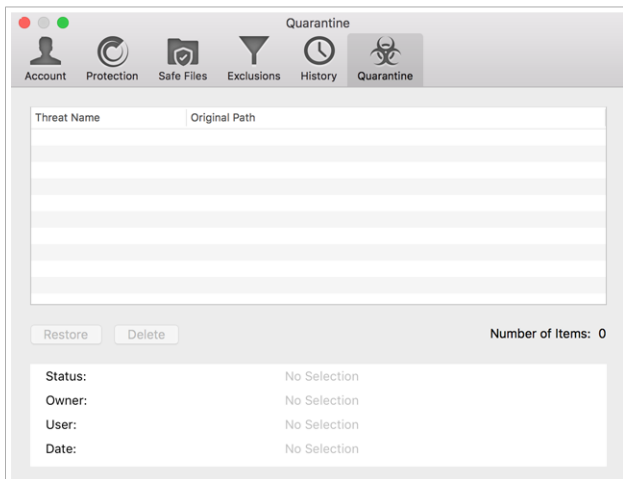 Quarantine
Account Protection Safe Files Exclusions History Quarantine
Threat Name Original Path
Restore Delete Number of Items: 0
Status: No Selection
Owner: No Selection
User: No Selection
Date: No Selection